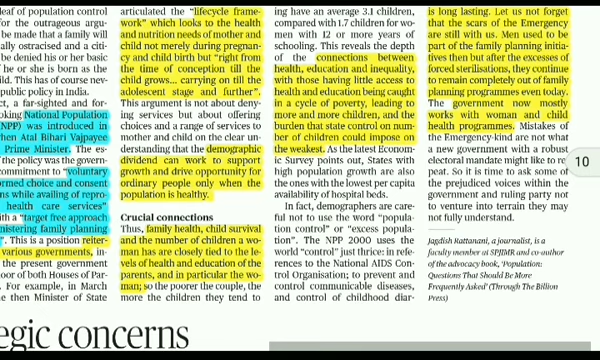 deaf of population control
for the outrageous argu-
be made that a family will
ally ostracised and a citi-
be denied his or her basic
f he or she is born as the
ild. This has course nev-
public policy in India.
ct, a far-sighted and for-
oking National Population
(NPP) was introduced in
hen Atal Bihari Vajpayee
Prime Minister. The es-
f the policy was the govern-
commitment to "voluntary
ormed choice and consent
ns while availing of repro-
health care services"
th a "target free approach
nistering family planning
". This is a position reiter-
various governments, in-
the present government
oor of both Houses of Par-
. For example, in March
e then Minister of State
articulated the "lifecycle frame-
work" which looks to the health
and nutrition needs of mother and
child not merely during pregnan-
cy and child birth but "right from
the time of conception till the
child grows... carrying on till the
adolescent stage and further".
This argument is not about deny-
ing services but about offering
choices and a range of services to
mother and child on the clear un-
derstanding that the demographic
dividend can work to support
growth and drive opportunity for
ordinary people only when the
population is healthy.
Crucial connections
Thus, family health, child survival
and the number of children a wo-
man has are closely tied to the le-
vels of health and education of the
parents, and in particular the wo-
man; so the poorer the couple, the
more the children they tend to
ing have an average 3.1 children,
compared with 1.7 children for wo-
men with 12 or more years of
schooling. This reveals the depth
of the connections between
health, education and inequality,
with those having little access to
health and education being caught
in a cycle of poverty, leading to
more and more children, and the
burden that state control on num-
ber of children could impose on
the weakest. As the latest Econom-
ic Survey points out, States with
high population growth are also
the ones with the lowest per capita
availability of hospital beds.
In fact, demographers are care-
ful not to use the word "popula-
tion control" or "excess popula-
tion". The NPP 2000 uses the
world "control" just thrice: in refe-
rences to the National AIDS Con-
trol Organisation; to prevent and
control communicable diseases,
and control of childhood diar-
is long lasting. Let us not forget
that the scars of the Emergency
are still with us. Men used to be
part of the family planning initia-
tives then but after the excesses of
forced sterilisations, they continue
to remain completely out of family
planning programmes even today.
The government now mostly
works with woman and child
health programmes. Mistakes of
the Emergency-kind are not what
a new government with a robust
electoral mandate might like to re
peat. So it is time to ask some of
the prejudiced voices within the
government and ruling party not
to venture into terrain they may
not fully understand.
Jagdish Rattanani, a journalist, is a
faculty member at SPJIMR and co-author
of the advocacy book, 'Population:
Questions That Should Be More
Frequently Asked' (Through The Billion
Press)
10
egic concerns